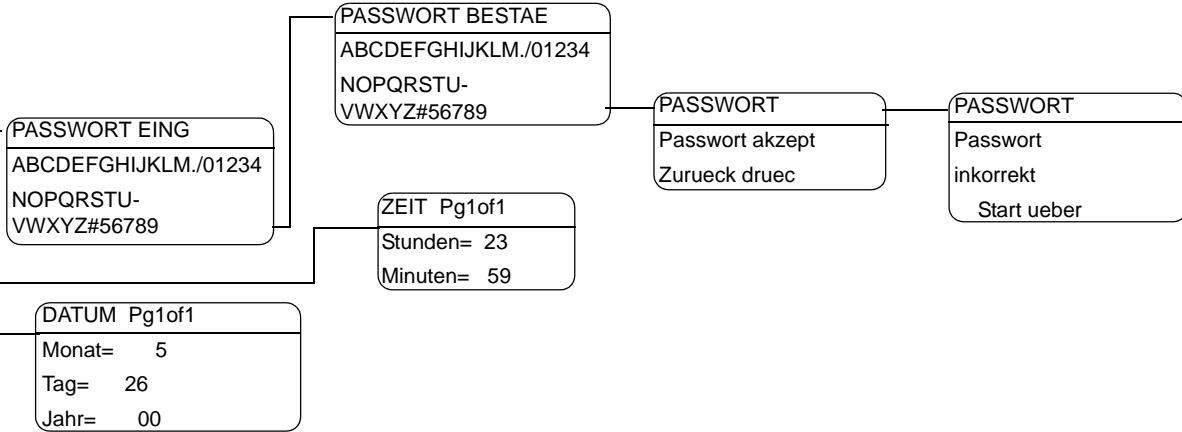 PASSWORT BESTAE
ABCDEFGHIJKLM./01234
NOPQRSTU-
VWXYZ#56789
PASSWORT EING
ABCDEFGHIJKLM./01234
NOPQRSTU-
VWXYZ#56789
PASSWORT
Passwort akzept
Zurueck druec
PASSWORT
Passwort
inkorrekt
Start ueber
ZEIT Pg1of1
Stunden= 23
Minuten= 59
DATUM Pg1of1
Monat= 5
Tag= 26
Jahr= 00